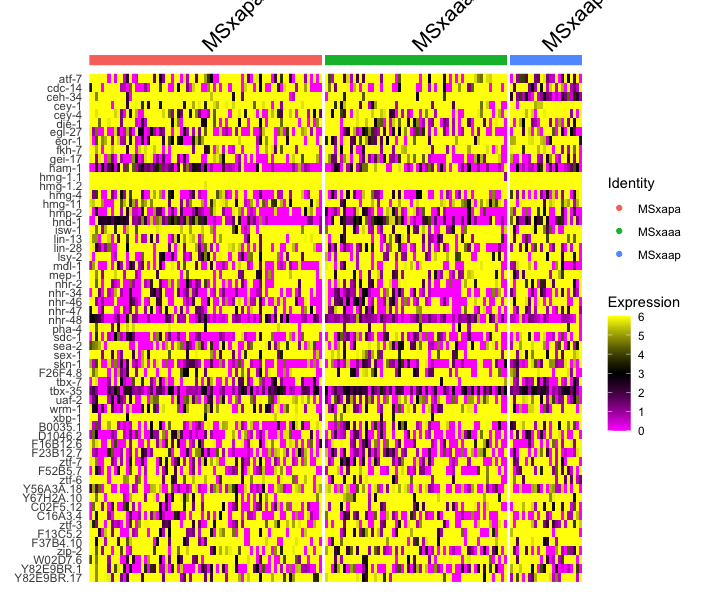 MSxapa
MSxaaa
MSxaap
atf-7
cdc-14
ceh-34
cey-1
cey-4
dje-1
egl-27
eor-1
fkh-7
gei-17
ham-1
hmg-1.1
hmg-1.2
hmg-4
hmg-11
hmp-2
hnd-1
isw-1
lin-13
lin-28
lsy-2
mdl-1
mep-1
nhr-2
nhr-34
nhr-46
nhr-47
nhr-48
pha-4
sdc-1
sea-2
sex-1
skn-1
F26F4.8
tbx-7
tbx-35
uaf-2
wrm-1
xbp-1
B0035.1
D1046.2
F16B12.6
F23B12.7
ztf-7
F52B5.7
ztf-6
Y56A3A.18
Y67H2A.10
C02F5.12
C16A3.4
ztf-3
F13C5.2
F37B4.10
zip-2
W02D7.6
Y82E9BR.1
Y82E9BR.17
Identity
MSxapa
MSxaaa
MSxaap
Expression
6
5
4
3
2
1
0